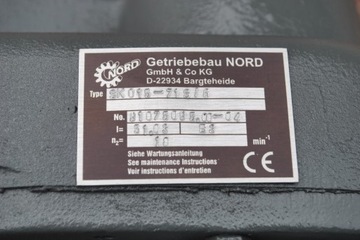 NORD
Getriebebau NORD
GmbH & Co KG
D-22934 Bargteheide
Type
No.
i=
n₂= 10 min⁻¹
Siehe Wartungsanleitung
See maintenance Instructions
Voir instructions d'entretien
CE